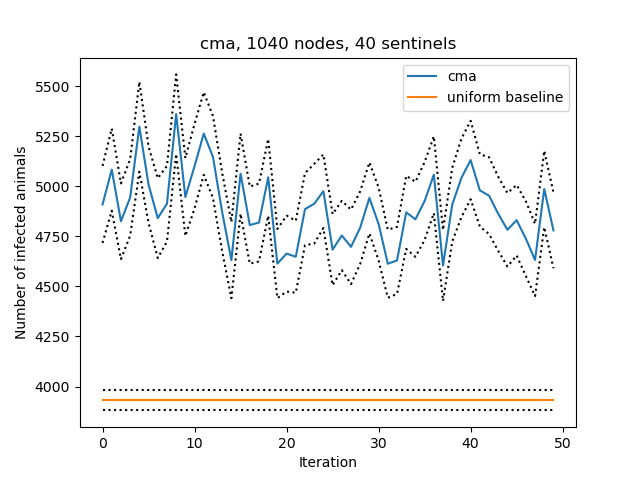 cma, 1040 nodes, 40 sentinels
cma
uniform baseline
Number of infected animals
5500
5250
5000
4750
4500
4250
4000
0 10 20 30 40 50
Iteration